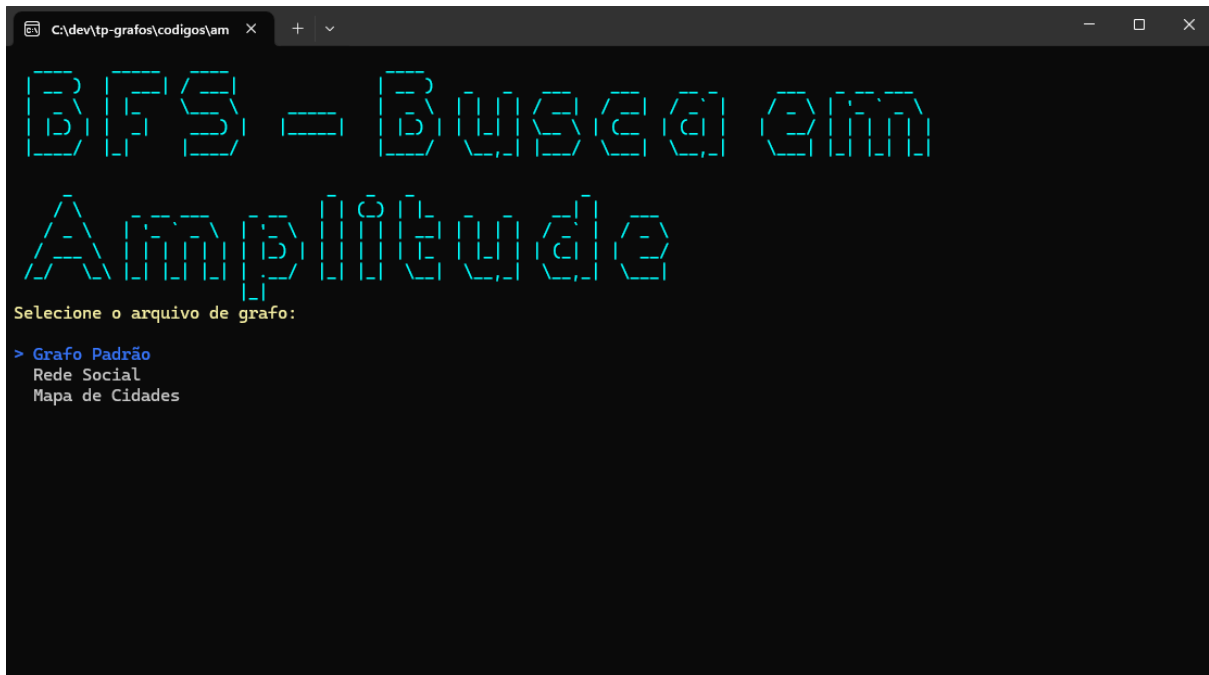 C:\dev\tp-grafos\codigos\am
BFS - Busca em
Amplitude
Selecione o arquivo de grafo:
> Grafo Padrão
Rede Social
Mapa de Cidades